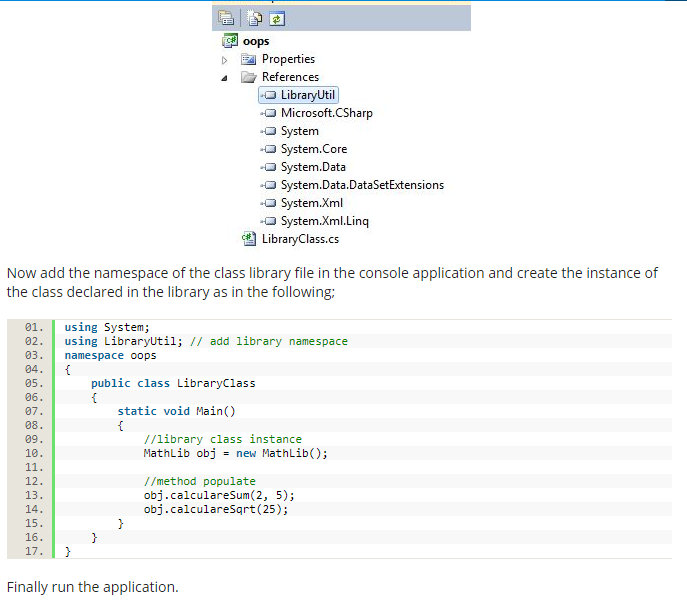 oops
Properties
References
LibraryUtil
Microsoft.CSharp
System
System.Core
System.Data
System.Data.DataSetExtensions
System.Xml
System.Xml.Linq
LibraryClass.cs
Now add the namespace of the class library file in the console application and create the instance of
the class declared in the library as in the following;
01. using System;
02. using LibraryUtil; // add library namespace
03. namespace oops
04. {
05. public class LibraryClass
06. {
07. static void Main()
08. {
09. //library class instance
10. MathLib obj = new MathLib();
11.
12. //method populate
13. obj.calculareSum(2, 5);
14. obj.calculareSqrt(25);
15. }
16. }
17. }
Finally run the application.